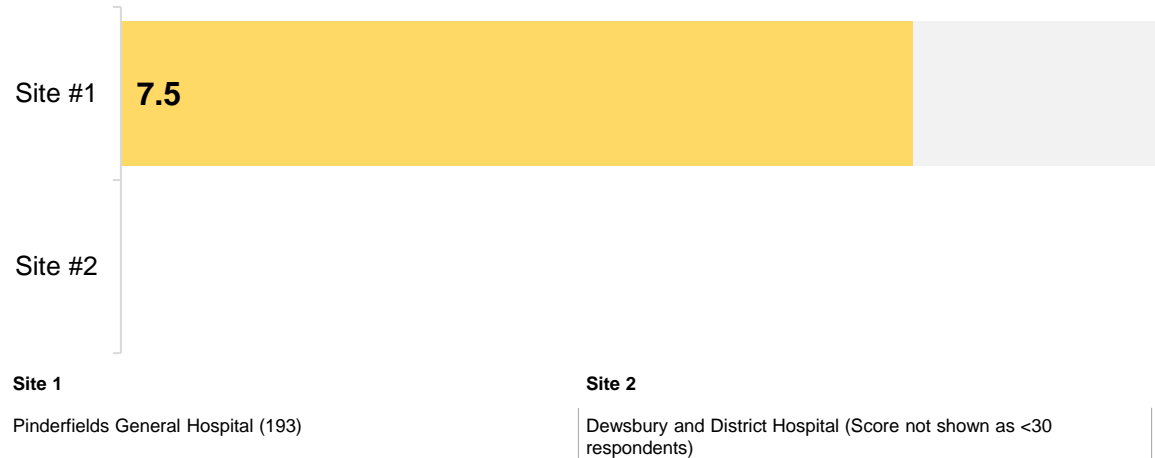 Site #1
7.5
Site #2
Site 1
Site 2
Pinderfields General Hospital (193)
Dewsbury and District Hospital (Score not shown as <30
respondents)